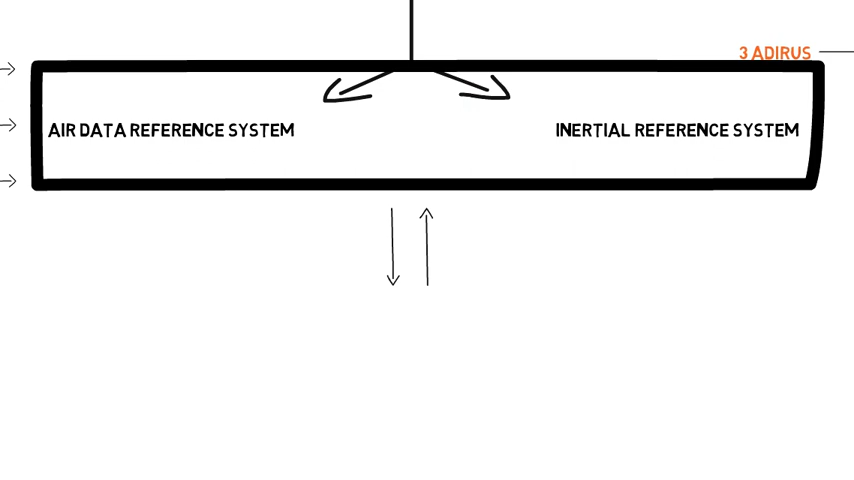 3 ADIRUS
AIR DATA REFERENCE SYSTEM
INERTIAL REFERENCE SYSTEM